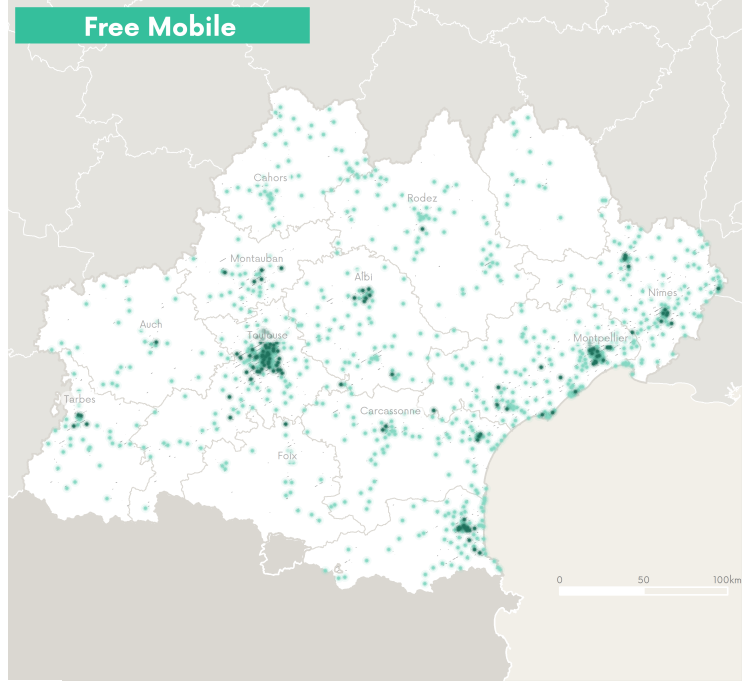 Free Mobile
Cahors
Rodez
Montauban
Albi
Nîmes
Auch
Toulouse
Montpellier
Tarbes
Carcassonne
Foix
0 50 100km